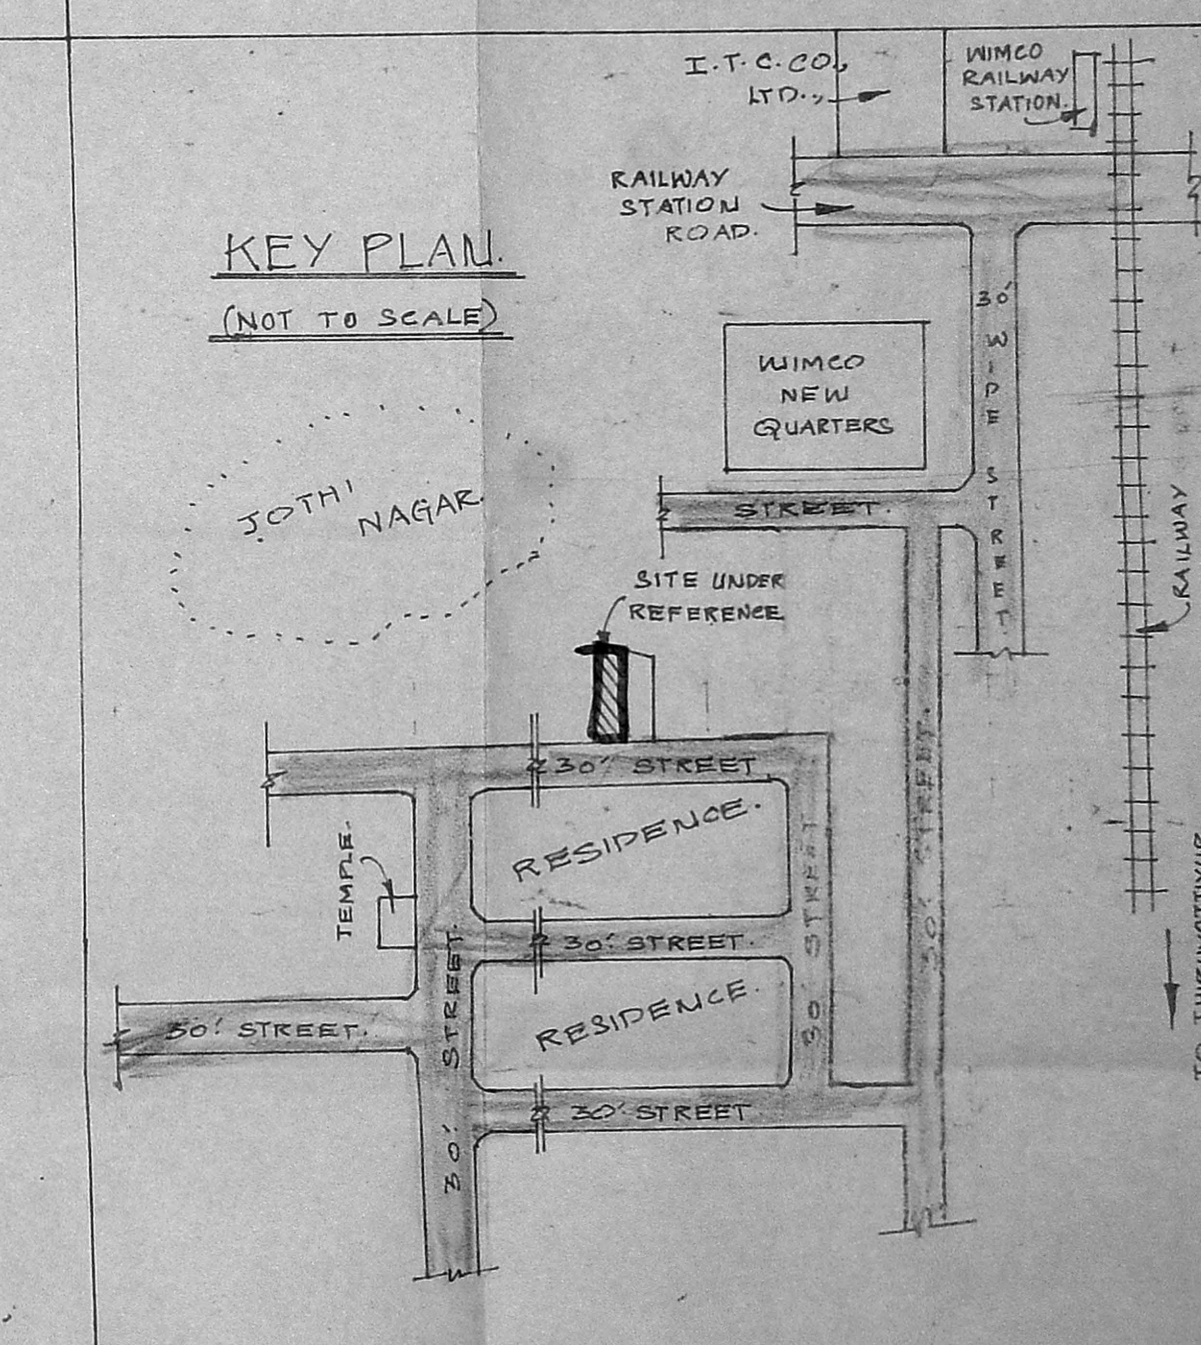 I.T.C.CO.,
LTD.,
WIMCO
RAILWAY
STATION.
RAILWAY
STATION
ROAD.
KEY PLAN.
(NOT TO SCALE)
30' WIDE STREET.
WIMCO
NEW
QUARTERS
JOTHI
NAGAR.
STREET.
RAILWAY
SITE UNDER
REFERENCE
30' STREET
RESIDENCE.
TEMPLE.
30' STREET
30' STREET.
30' STREET.
30' STREET.
RESIDENCE.
30' STREET.
30' STREET